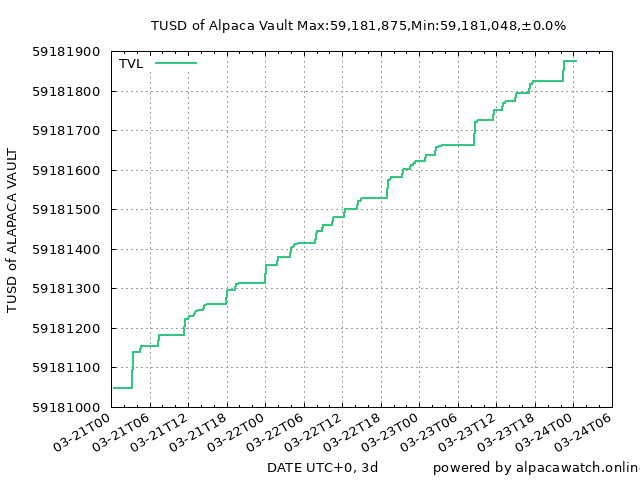 TUSD of Alpaca Vault Max:59,181,875,Min:59,181,048,±0.0%
TVL
59181900
59181800
59181700
59181600
59181500
59181400
59181300
59181200
59181100
59181000
TUSD of ALAPACA VAULT
03-21T00
03-21T06
03-21T12
03-21T18
03-22T00
03-22T06
03-22T12
03-22T18
03-23T00
03-23T06
03-23T12
03-23T18
03-24T00
03-24T06
DATE UTC+0, 3d
powered by alpacawatch.onlin